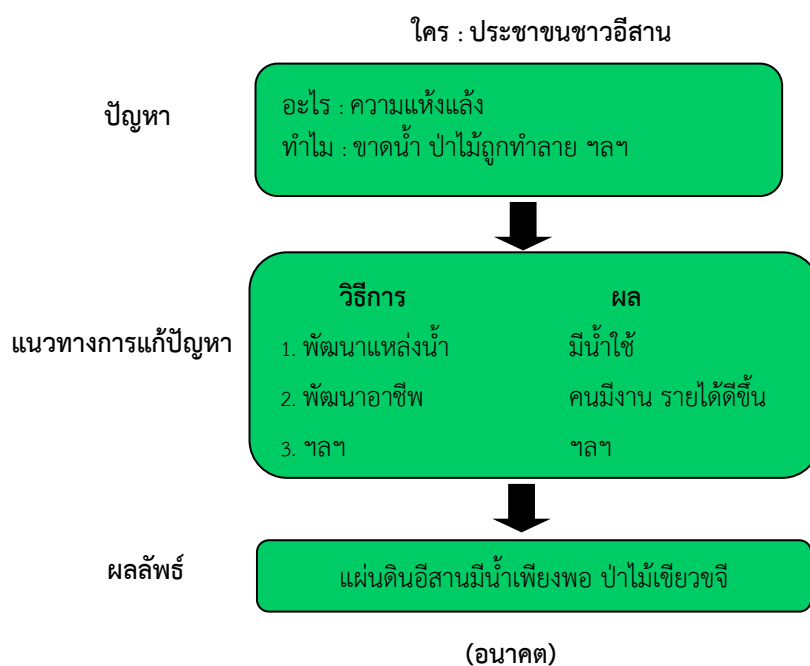 ใคร : ประชาขนชาวอีสาน
ปัญหา
อะไร : ความแห้งแล้ง
ทำไม : ขาดน้ำ ป่าไม้ถูกทำลาย ฯลฯ
แนวทางการแก้ปัญหา
วิธีการ ผล
1. พัฒนาแหล่งน้ำ มีน้ำใช้
2. พัฒนาอาชีพ คนมีงาน รายได้ดีขึ้น
3. ฯลฯ ฯลฯ
ผลลัพธ์
แผ่นดินอีสานมีน้ำเพียงพอ ป่าไม้เขียวขจี
(อนาคต)